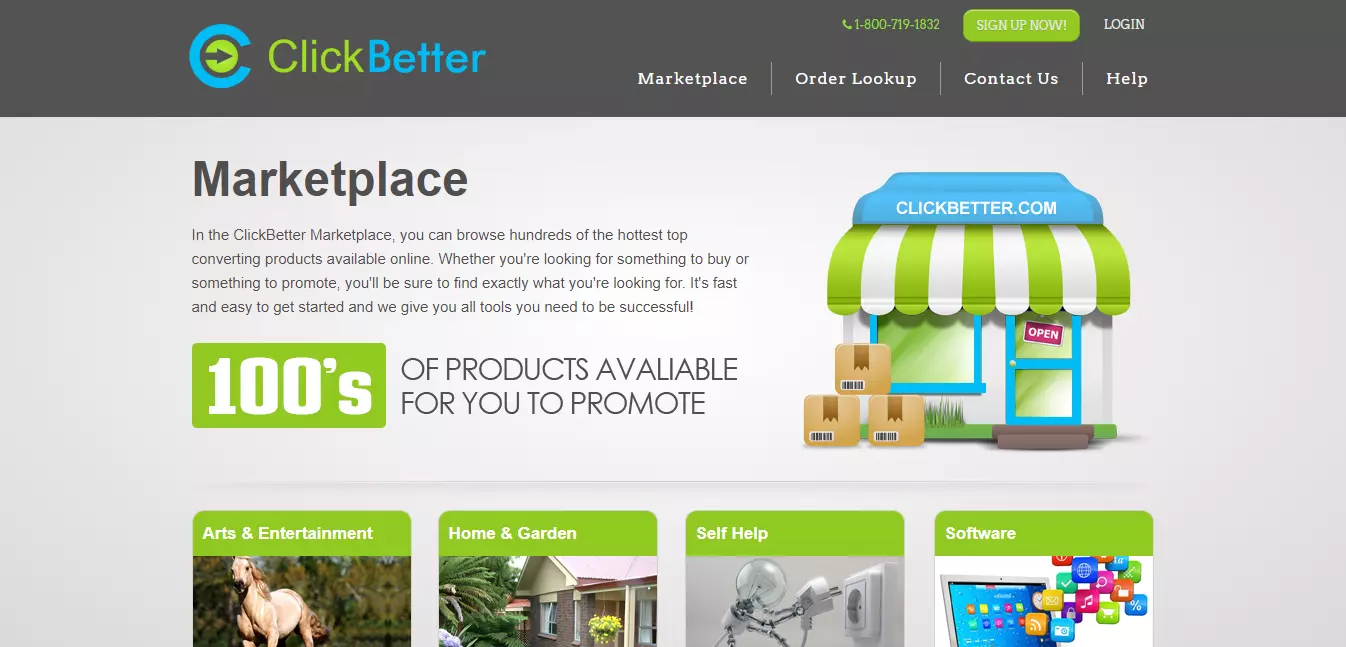 1-800-719-1832
SIGN UP NOW!
LOGIN
ClickBetter
Marketplace
Order Lookup
Contact Us
Help
Marketplace
In the ClickBetter Marketplace, you can browse hundreds of the hottest top
converting products available online. Whether you're looking for something to buy or
something to promote, you'll be sure to find exactly what you're looking for. It's fast
and easy to get started and we give you all tools you need to be successful!
CLICKBETTER.COM
OPEN
100's
OF PRODUCTS AVALIABLE
FOR YOU TO PROMOTE
Arts & Entertainment
Home & Garden
Self Help
Software